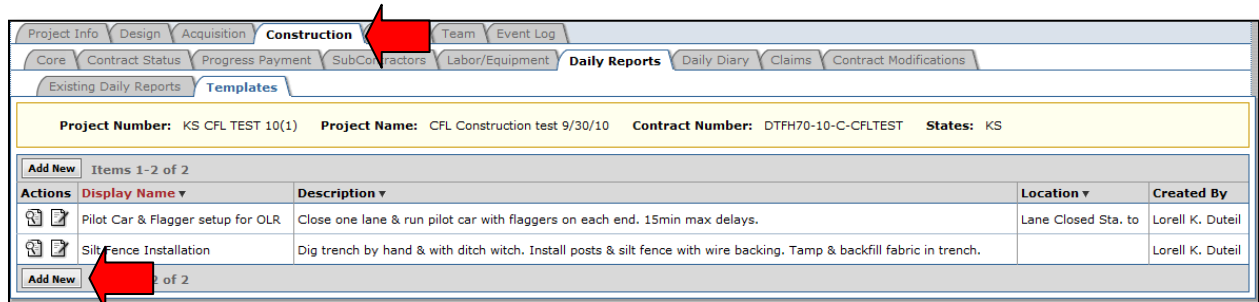 Project Info Design Acquisition Construction Team Event Log
Core Contract Status Progress Payment SubContractors Labor/Equipment Daily Reports Daily Diary Claims Contract Modifications
Existing Daily Reports Templates
Project Number: KS CFL TEST 10(1) Project Name: CFL Construction test 9/30/10 Contract Number: DTFH70-10-C-CFLTEST States: KS
Add New Items 1-2 of 2
Actions Display Name Description Location Created By
Pilot Car & Flagger setup for OLR Close one lane & run pilot car with flaggers on each end. 15min max delays. Lane Closed Sta. to Lorell K. Duteil
Silt Fence Installation Dig trench by hand & with ditch witch. Install posts & silt fence with wire backing. Tamp & backfill fabric in trench. Lorell K. Duteil
Add New 2 of 2